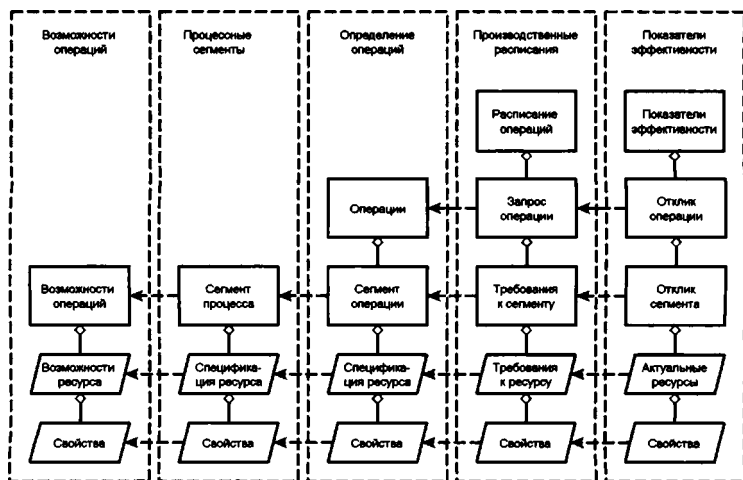 Возможности
операций
Процессные
сегменты
Определение
операций
Производственные
расписания
Показатели
эффективности
Расписание
операций
Показатели
эффективности
Операции
Запрос
операции
Отклик
операции
Возможности
операций
Сегмент
процесса
Сегмент
операции
Требования
к сегменту
Отклик
сегмента
Возможности
ресурса
Специфика-
ция ресурса
Специфика-
ция ресурса
Требования
к ресурсу
Актуальные
ресурсы
Свойства
Свойства
Свойства
Свойства
Свойства